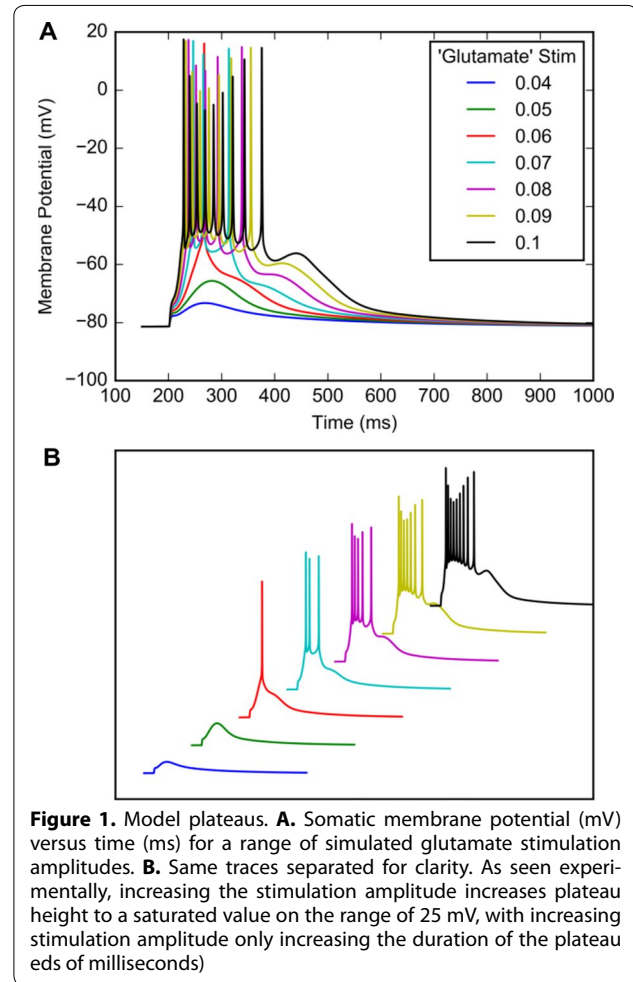 A
20
0
−20
−40
−60
−80
−100
Membrane Potential (mV)
'Glutamate' Stim
0.04
0.05
0.06
0.07
0.08
0.09
0.1
100 200 300 400 500 600 700 800 900 1000
Time (ms)
B
Figure 1. Model plateaus. A. Somatic membrane potential (mV)
versus time (ms) for a range of simulated glutamate stimulation
amplitudes. B. Same traces separated for clarity. As seen experi-
mentally, increasing the stimulation amplitude increases plateau
height to a saturated value on the range of 25 mV, with increasing
stimulation amplitude only increasing the duration of the plateau
eds of milliseconds)